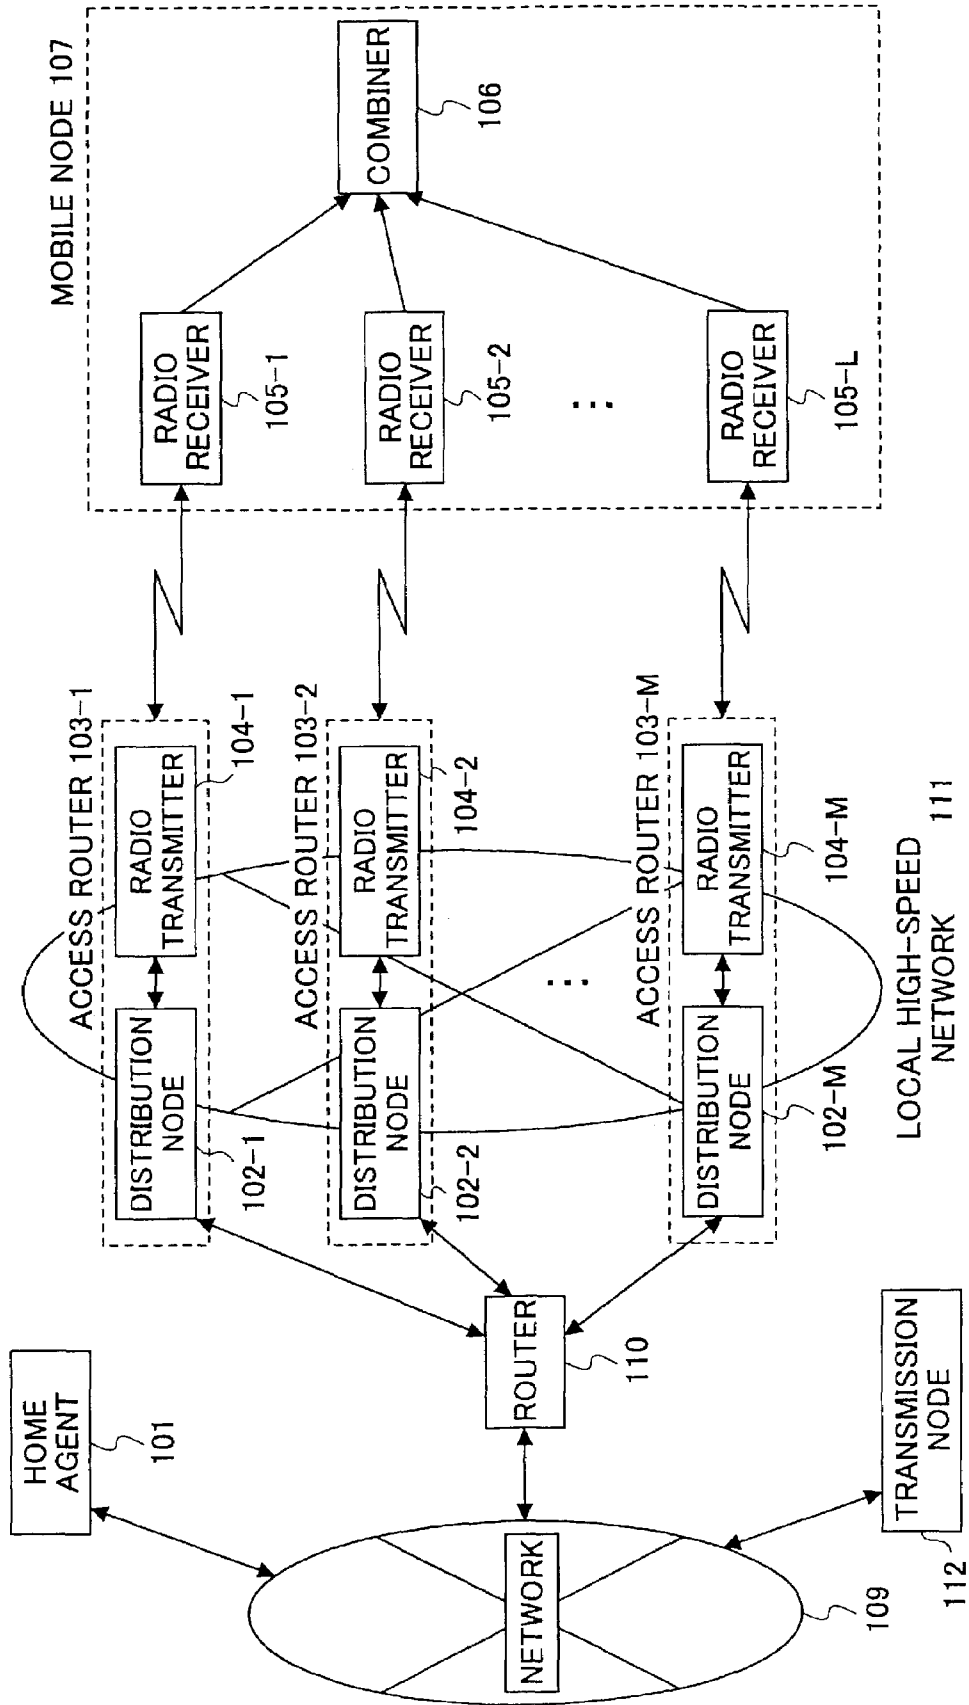 HOME
AGENT
101
NETWORK
109
TRANSMISSION
NODE
112
ROUTER
110
ACCESS ROUTER 103-1
DISTRIBUTION
NODE
102-1
RADIO
TRANSMITTER
104-1
ACCESS ROUTER 103-2
DISTRIBUTION
NODE
102-2
RADIO
TRANSMITTER
104-2
...
ACCESS ROUTER 103-M
DISTRIBUTION
NODE
102-M
RADIO
TRANSMITTER
104-M
LOCAL HIGH-SPEED
NETWORK 111
MOBILE NODE 107
RADIO
RECEIVER
105-1
RADIO
RECEIVER
105-2
...
RADIO
RECEIVER
105-L
COMBINER
106